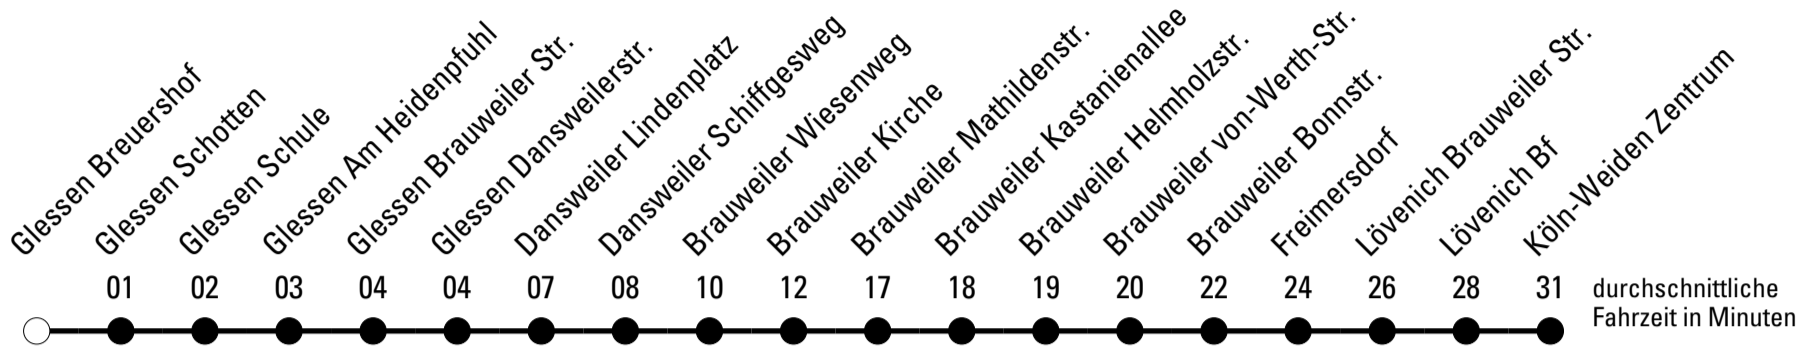 Glessen Breuershof
Glessen Schotten
Glessen Schule
Glessen Am Heidenpfuhl
Glessen Brauweiler Str.
Glessen Dansweilerstr.
Dansweiler Lindenplatz
Dansweiler Schiffgesweg
Brauweiler Wiesenweg
Brauweiler Kirche
Brauweiler Mathildenstr.
Brauweiler Kastanienallee
Brauweiler Helmholzstr.
Brauweiler von-Werth-Str.
Brauweiler Bonnstr.
Freimersdorf
Lövenich Brauweiler Str.
Lövenich Bf
Köln-Weiden Zentrum
01 02 03 04 04 07 08 10 12 17 18 19 20 22 24 26 28 31
durchschnittliche
Fahrzeit in Minuten